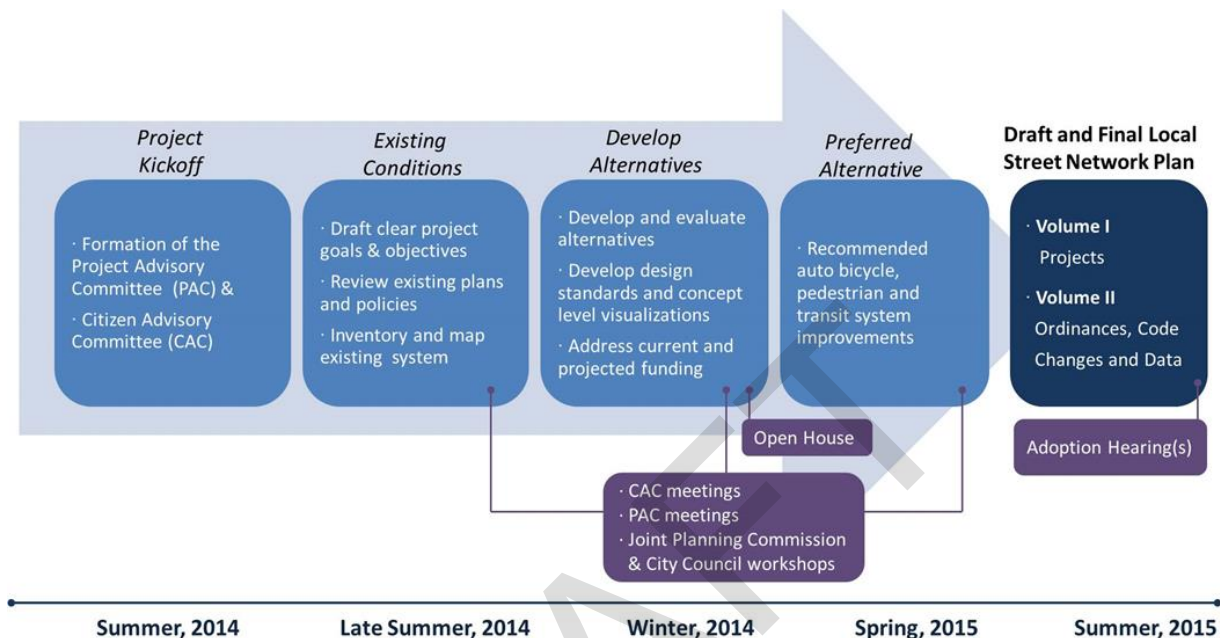 Project
Kickoff
· Formation of the
Project Advisory
Committee (PAC) &
· Citizen Advisory
Committee (CAC)
Existing
Conditions
· Draft clear project
goals & objectives
· Review existing plans
and policies
· Inventory and map
existing system
Develop
Alternatives
· Develop and evaluate
alternatives
· Develop design
standards and concept
level visualizations
· Address current and
projected funding
Preferred
Alternative
· Recommended
auto bicycle,
pedestrian and
transit system
improvements
Draft and Final Local
Street Network Plan
· Volume I
Projects
· Volume II
Ordinances, Code
Changes and Data
Open House
Adoption Hearing(s)
· CAC meetings
· PAC meetings
· Joint Planning Commission
& City Council workshops
Summer, 2014
Late Summer, 2014
Winter, 2014
Spring, 2015
Summer, 2015